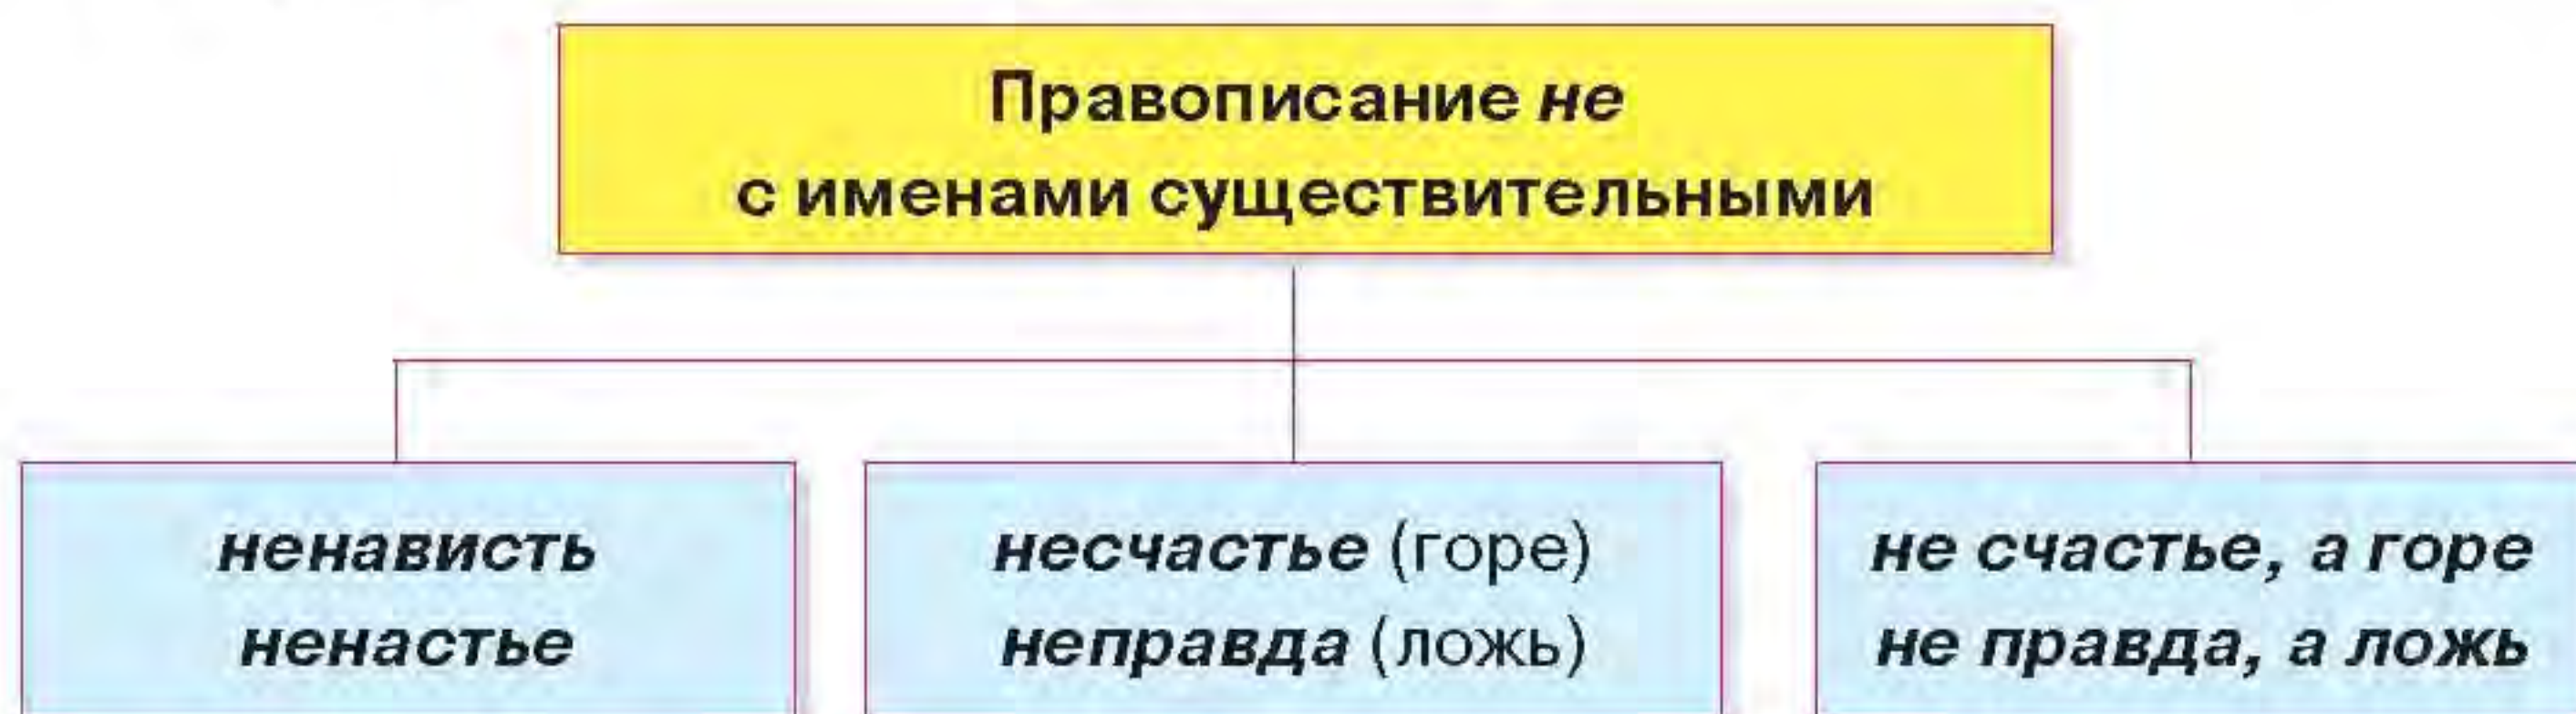 Правописание не
с именами существительными
ненависть
ненастье
несчастье (горе)
неправда (ложь)
не счастье, а горе
не правда, а ложь